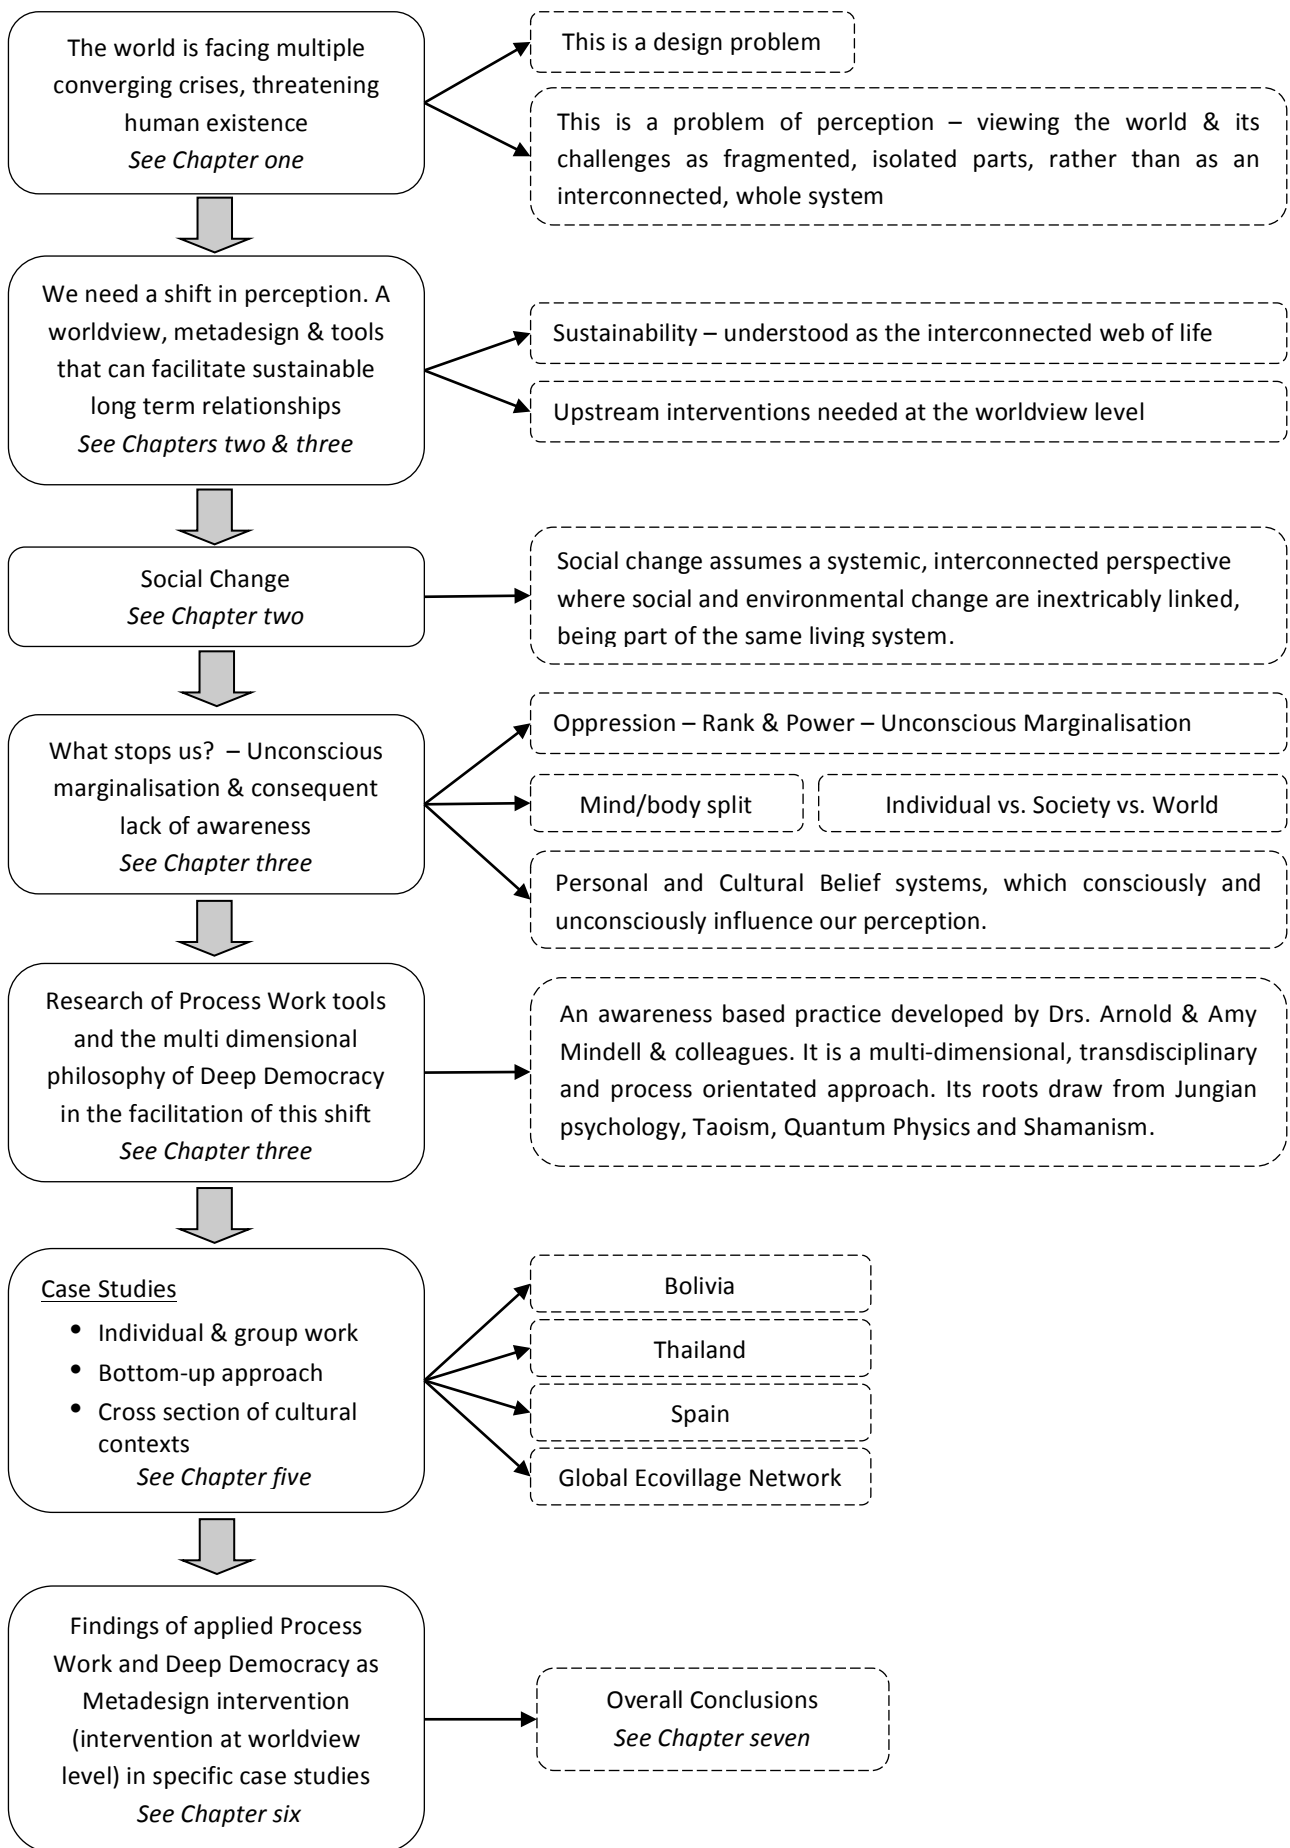 The world is facing multiple
converging crises, threatening
human existence
See Chapter one
This is a design problem
This is a problem of perception – viewing the world & its
challenges as fragmented, isolated parts, rather than as an
interconnected, whole system
We need a shift in perception. A
worldview, metadesign & tools
that can facilitate sustainable
long term relationships
See Chapters two & three
Sustainability – understood as the interconnected web of life
Upstream interventions needed at the worldview level
Social Change
See Chapter two
Social change assumes a systemic, interconnected perspective
where social and environmental change are inextricably linked,
being part of the same living system.
What stops us? – Unconscious
marginalisation & consequent
lack of awareness
See Chapter three
Oppression – Rank & Power – Unconscious Marginalisation
Mind/body split
Individual vs. Society vs. World
Personal and Cultural Belief systems, which consciously and
unconsciously influence our perception.
Research of Process Work tools
and the multi dimensional
philosophy of Deep Democracy
in the facilitation of this shift
See Chapter three
An awareness based practice developed by Drs. Arnold & Amy
Mindell & colleagues. It is a multi-dimensional, transdisciplinary
and process orientated approach. Its roots draw from Jungian
psychology, Taoism, Quantum Physics and Shamanism.
Case Studies
• Individual & group work
• Bottom-up approach
• Cross section of cultural
contexts
See Chapter five
Bolivia
Thailand
Spain
Global Ecovillage Network
Findings of applied Process
Work and Deep Democracy as
Metadesign intervention
(intervention at worldview
level) in specific case studies
See Chapter six
Overall Conclusions
See Chapter seven